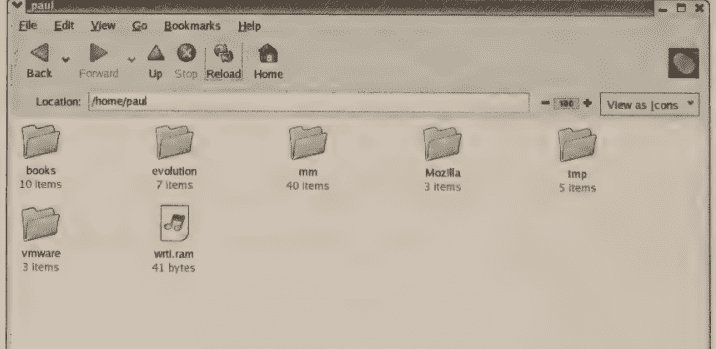 paul
File Edit View Go Bookmarks Help
Back Forward Up Stop Reload Home
Location: /home/paul 100 View as Icons
books evolution mm Mozilla tmp
10 items 7 items 40 items 3 items 5 items
vmware wrti.ram
3 items 41 bytes